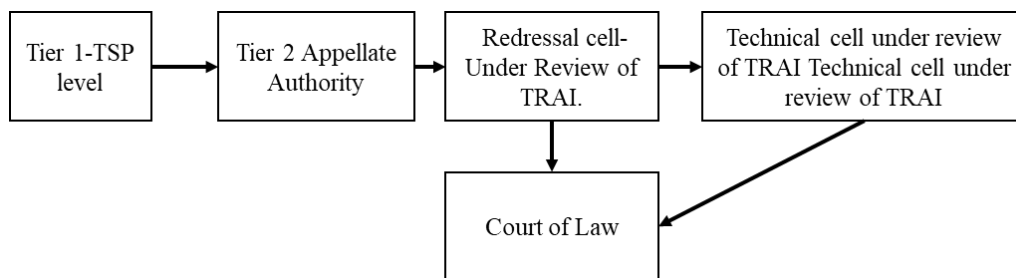 Tier 1-TSP
level
Tier 2 Appellate
Authority
Redressal cell-
Under Review of
TRAI.
Technical cell under review
of TRAI Technical cell under
review of TRAI
Court of Law